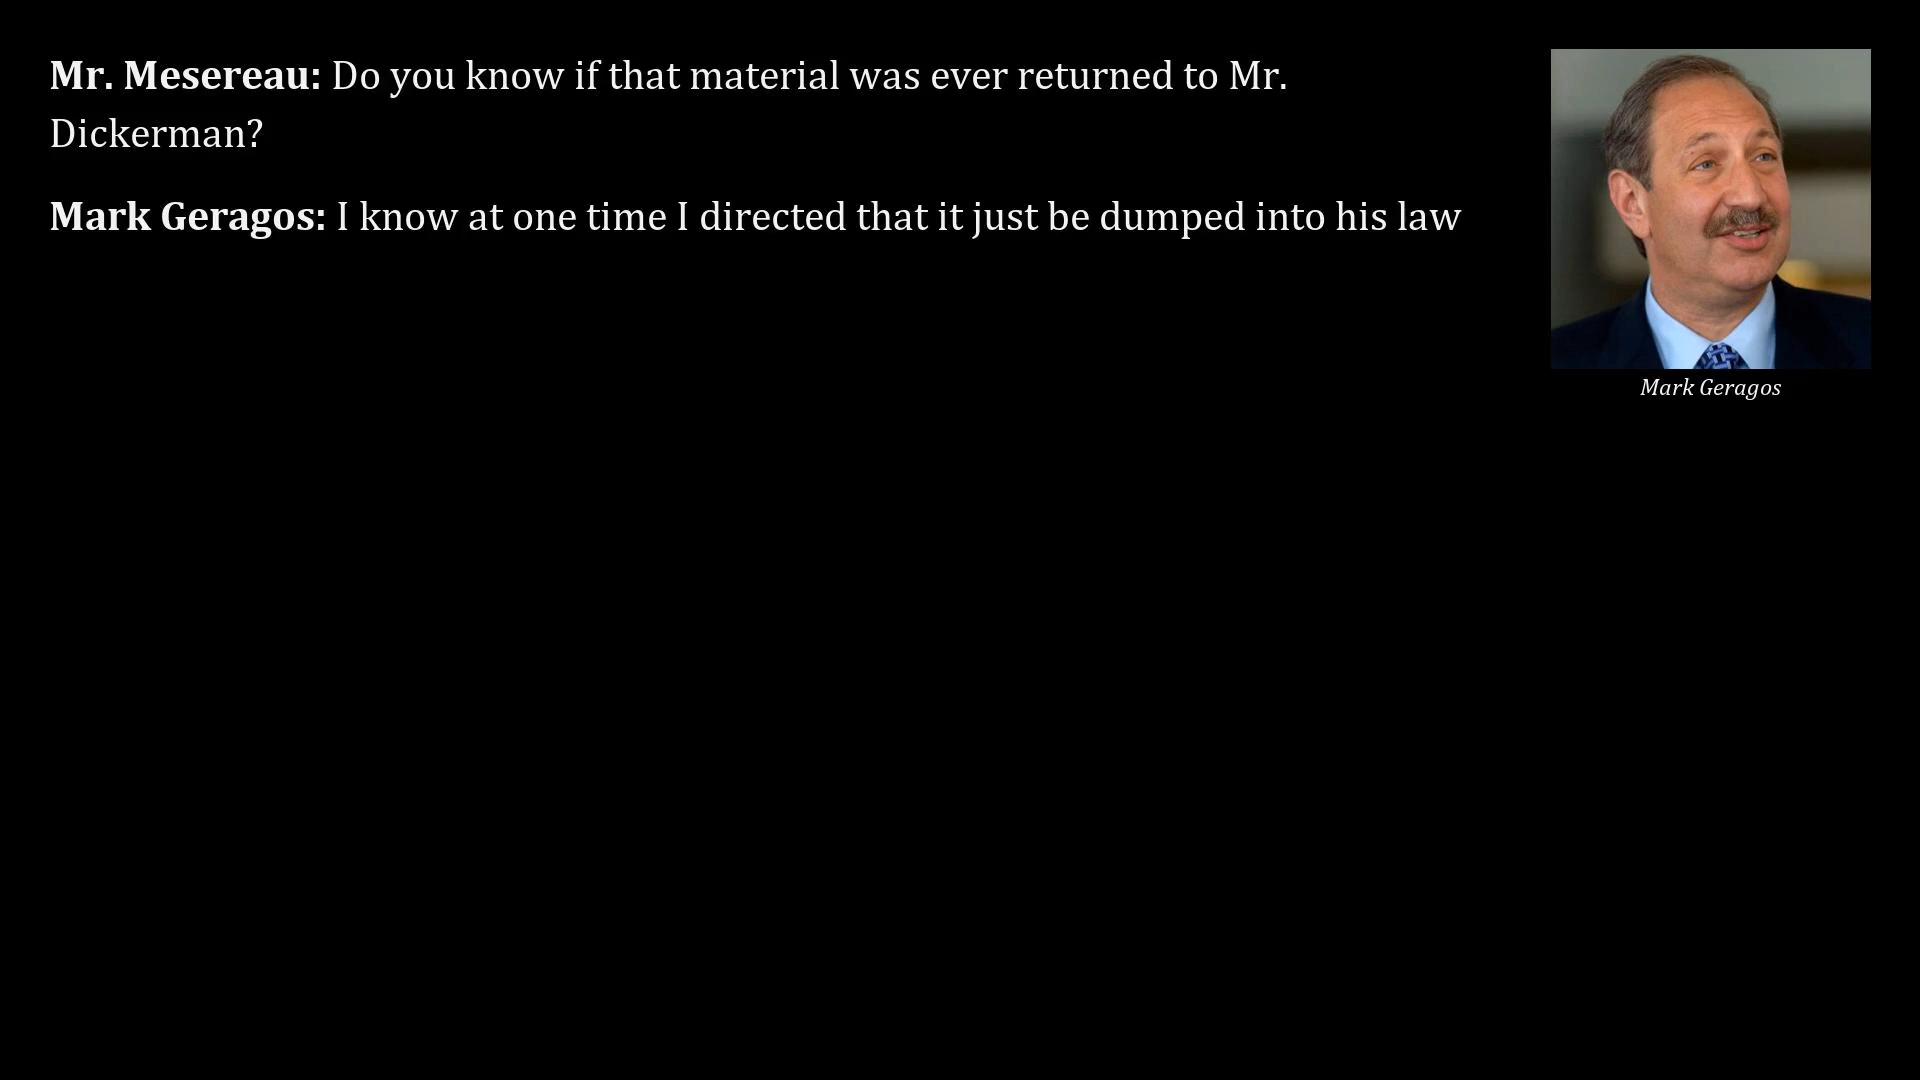 Mr. Mesereau: Do you know if that material was ever returned to Mr.
Dickerman?
Mark Geragos: I know at one time I directed that it just be dumped into his law
Mark Geragos